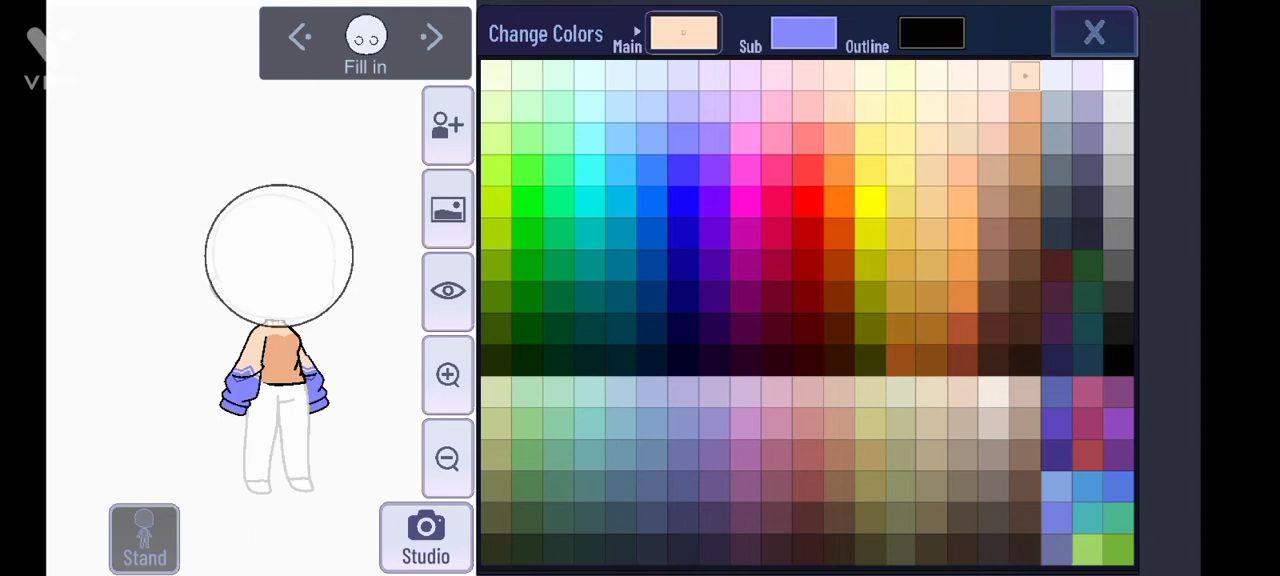 Change Colors
Main
Sub
Outline
X
Fill in
Stand
Studio